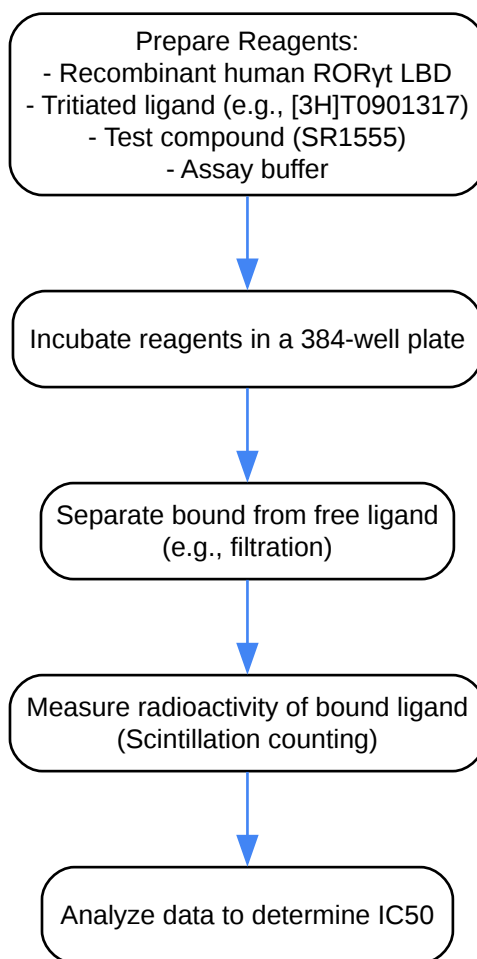 Prepare Reagents:
- Recombinant human RORγt LBD
- Tritiated ligand (e.g., [3H]T0901317)
- Test compound (SR1555)
- Assay buffer
Incubate reagents in a 384-well plate
Separate bound from free ligand
(e.g., filtration)
Measure radioactivity of bound ligand
(Scintillation counting)
Analyze data to determine IC50